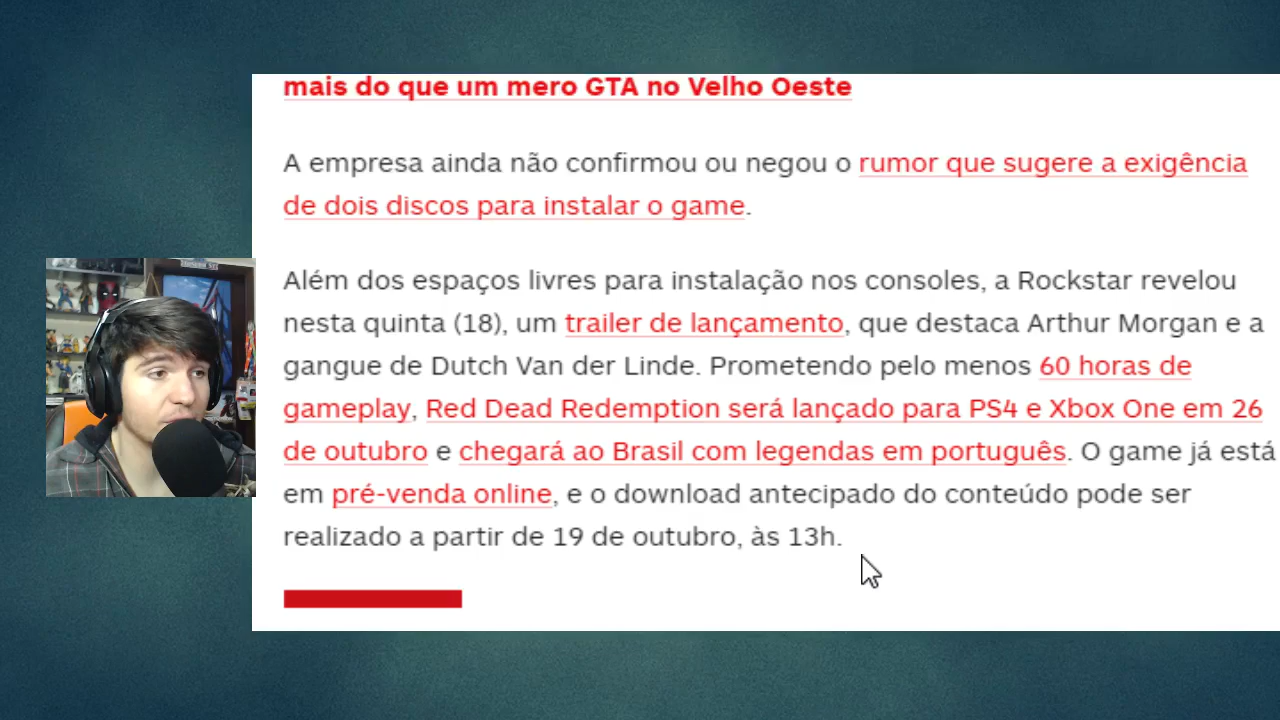 mais do que um mero GTA no Velho Oeste
A empresa ainda não confirmou ou negou o rumor que sugere a exigência
de dois discos para instalar o game.
Além dos espaços livres para instalação nos consoles, a Rockstar revelou
nesta quinta (18), um trailer de lançamento, que destaca Arthur Morgan e a
gangue de Dutch Van der Linde. Prometendo pelo menos 60 horas de
gameplay, Red Dead Redemption será lançado para PS4 e Xbox One em 26
de outubro e chegará ao Brasil com legendas em português. O game já está
em pré-venda online, e o download antecipado do conteúdo pode ser
realizado a partir de 19 de outubro, às 13h.